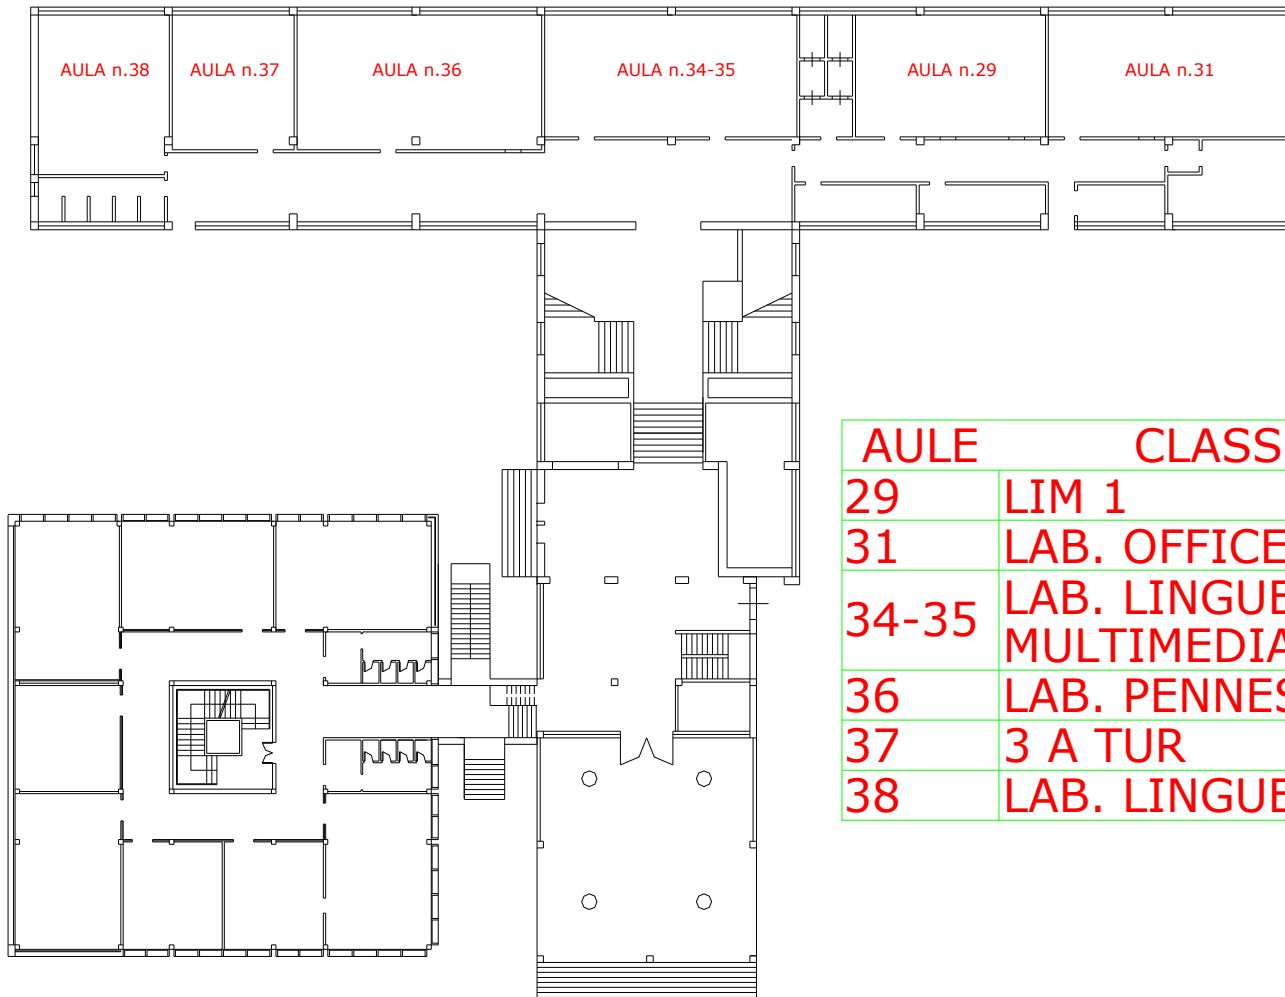 AULA n.38 AULA n.37 AULA n.36 AULA n.34-35 AULA n.29 AULA n.31
AULE CLASS
29 LIM 1
31 LAB. OFFICE
34-35 LAB. LINGUE
MULTIMEDIA
36 LAB. PENNES
37 3 A TUR
38 LAB. LINGUE